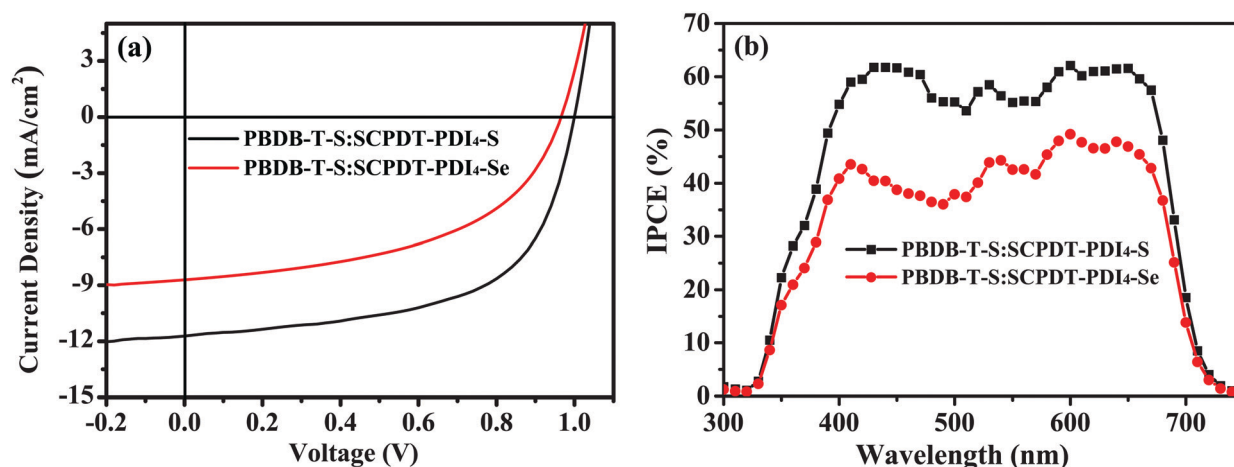 (a)
Current Density (mA/cm²)
3
0
-3
-6
-9
-12
-15
PBDB-T-S:SCPDT-PDI₄-S
PBDB-T-S:SCPDT-PDI₄-Se
-0.2 0.0 0.2 0.4 0.6 0.8 1.0
Voltage (V)
(b)
IPCE (%)
70
60
50
40
30
20
10
0
PBDB-T-S:SCPDT-PDI₄-S
PBDB-T-S:SCPDT-PDI₄-Se
300 400 500 600 700
Wavelength (nm)